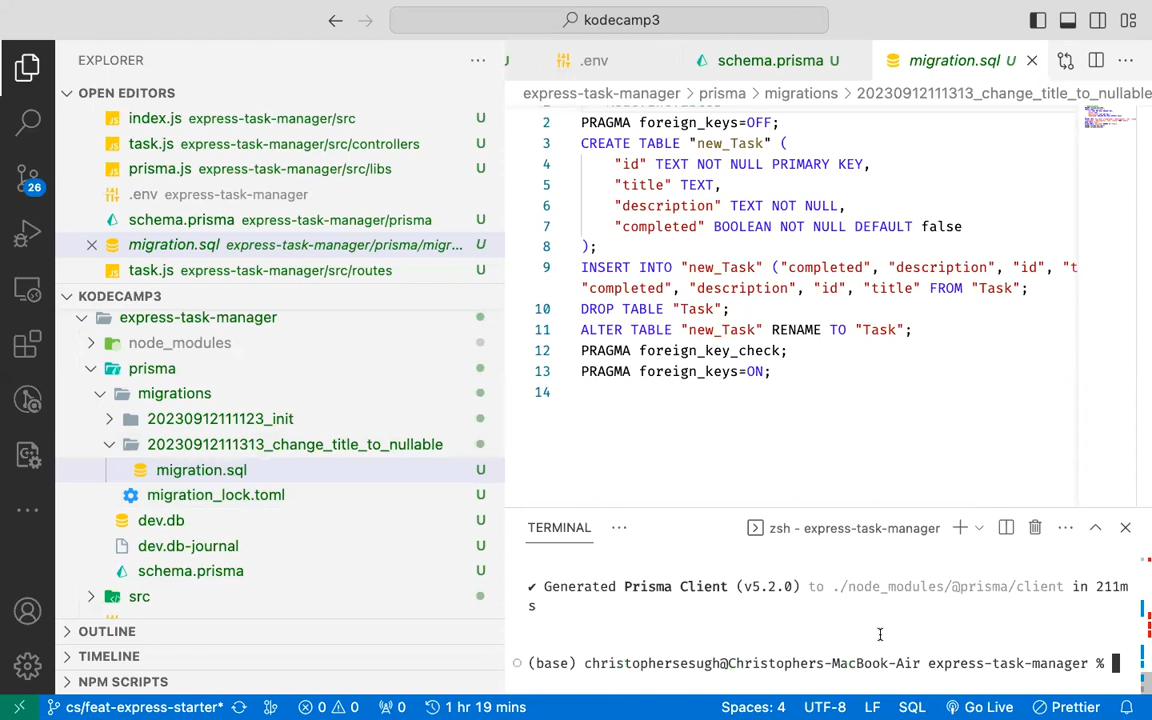 kodecamp3
EXPLORER
OPEN EDITORS
index.js express-task-manager/src U
task.js express-task-manager/src/controllers U
prisma.js express-task-manager/src/libs U
.env express-task-manager
schema.prisma express-task-manager/prisma U
migration.sql express-task-manager/prisma/migr... U
task.js express-task-manager/src/routes U
KODECAMP3
express-task-manager
node_modules
prisma
migrations
20230912111123_init
20230912111313_change_title_to_nullable
migration.sql U
migration_lock.toml U
dev.db U
dev.db-journal U
schema.prisma U
src
OUTLINE
TIMELINE
NPM SCRIPTS
26
U .env schema.prisma U migration.sql U
express-task-manager > prisma > migrations > 20230912111313_change_title_to_nullable
2 PRAGMA foreign_keys=OFF;
3 CREATE TABLE "new_Task" (
4 "id" TEXT NOT NULL PRIMARY KEY,
5 "title" TEXT,
6 "description" TEXT NOT NULL,
7 "completed" BOOLEAN NOT NULL DEFAULT false
8 );
9 INSERT INTO "new_Task" ("completed", "description", "id", "t
"completed", "description", "id", "title" FROM "Task";
10 DROP TABLE "Task";
11 ALTER TABLE "new_Task" RENAME TO "Task";
12 PRAGMA foreign_key_check;
13 PRAGMA foreign_keys=ON;
14
TERMINAL zsh - express-task-manager
✔ Generated Prisma Client (v5.2.0) to ./node_modules/@prisma/client in 211m
s
(base) christophersesugh@Christophers-MacBook-Air express-task-manager %
cs/feat-express-starter* 0 0 0 1 hr 19 mins Spaces: 4 UTF-8 LF SQL Go Live Prettier